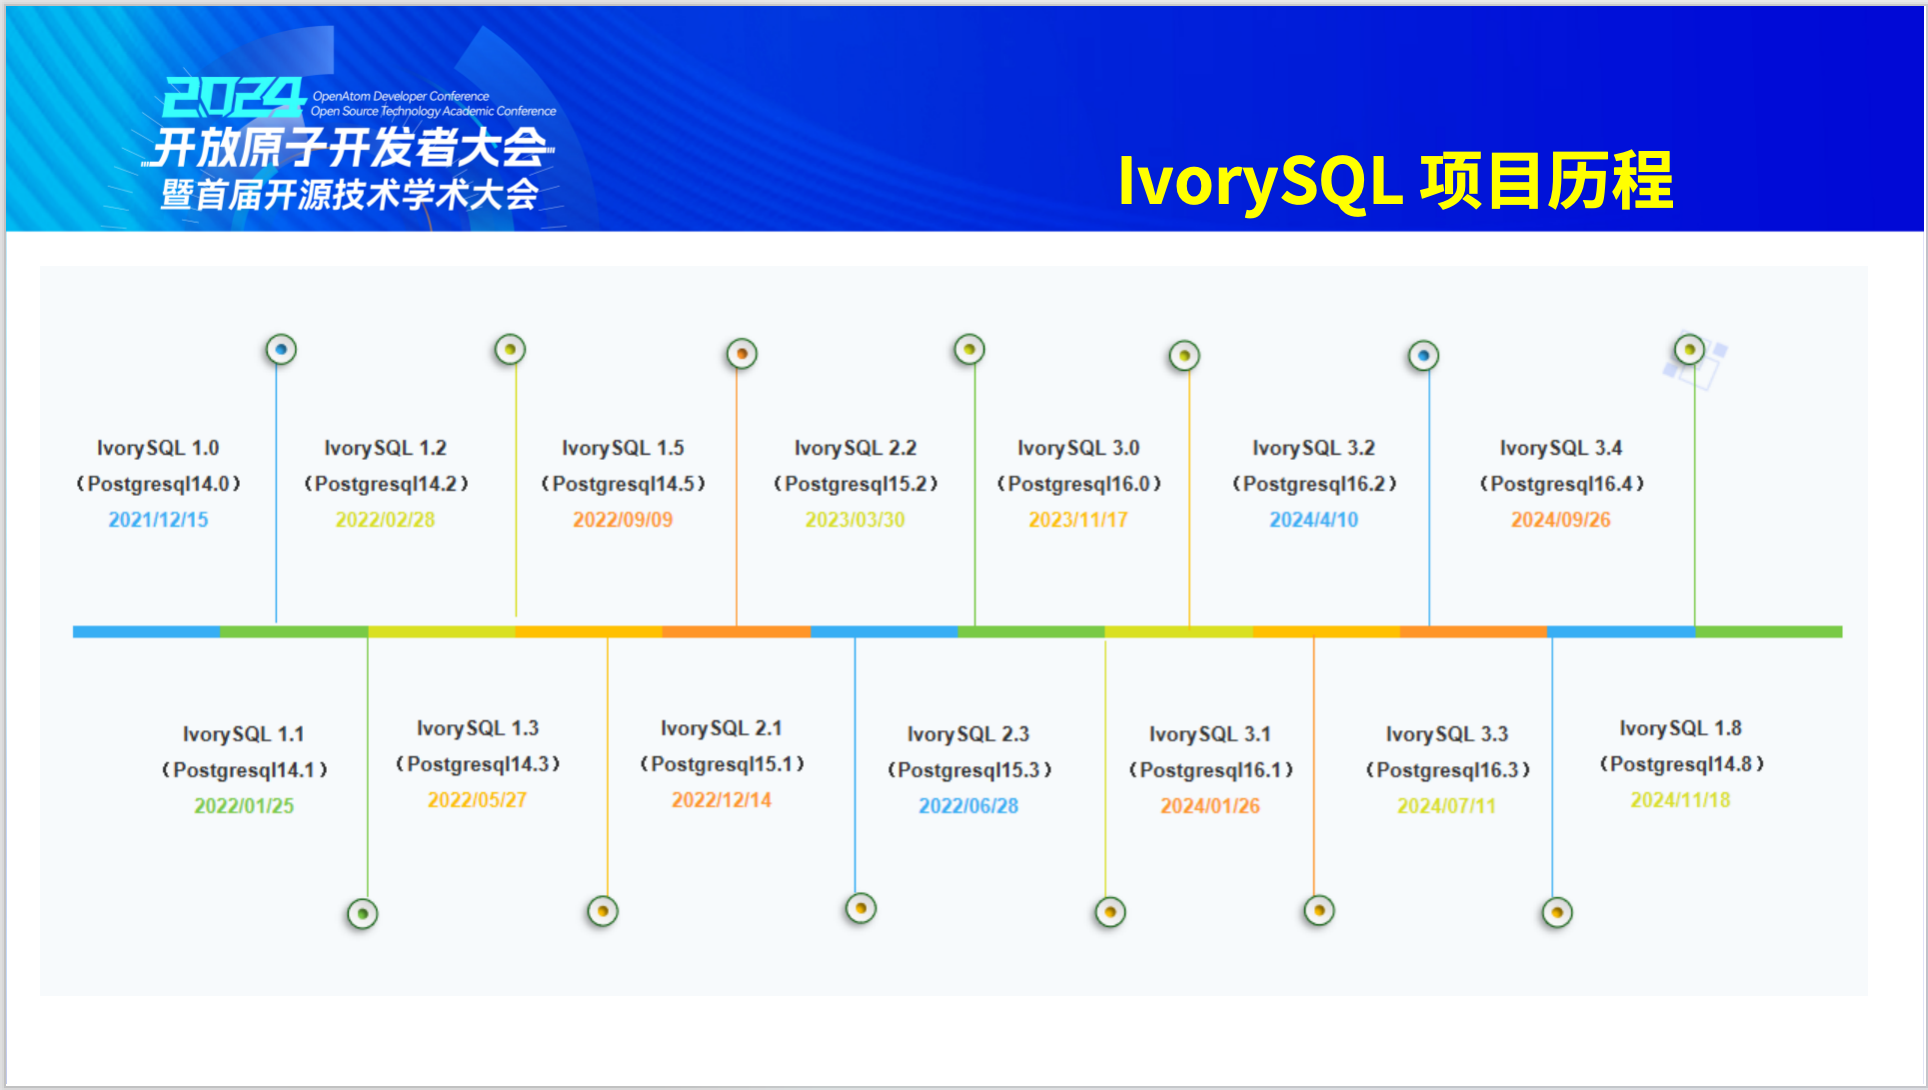 2024
OpenAtom Developer Conference
Open Source Technology Academic Conference
开放原子开发者大会
暨首届开源技术学术大会
IvorySQL 项目历程
IvorySQL 1.0
（Postgresql14.0）
2021/12/15
IvorySQL 1.2
（Postgresql14.2）
2022/02/28
IvorySQL 1.5
（Postgresql14.5）
2022/09/09
IvorySQL 2.2
（Postgresql15.2）
2023/03/30
IvorySQL 3.0
（Postgresql16.0）
2023/11/17
IvorySQL 3.2
（Postgresql16.2）
2024/4/10
IvorySQL 3.4
（Postgresql16.4）
2024/09/26
IvorySQL 1.1
（Postgresql14.1）
2022/01/25
IvorySQL 1.3
（Postgresql14.3）
2022/05/27
IvorySQL 2.1
（Postgresql15.1）
2022/12/14
IvorySQL 2.3
（Postgresql15.3）
2022/06/28
IvorySQL 3.1
（Postgresql16.1）
2024/01/26
IvorySQL 3.3
（Postgresql16.3）
2024/07/11
IvorySQL 1.8
（Postgresql14.8）
2024/11/18